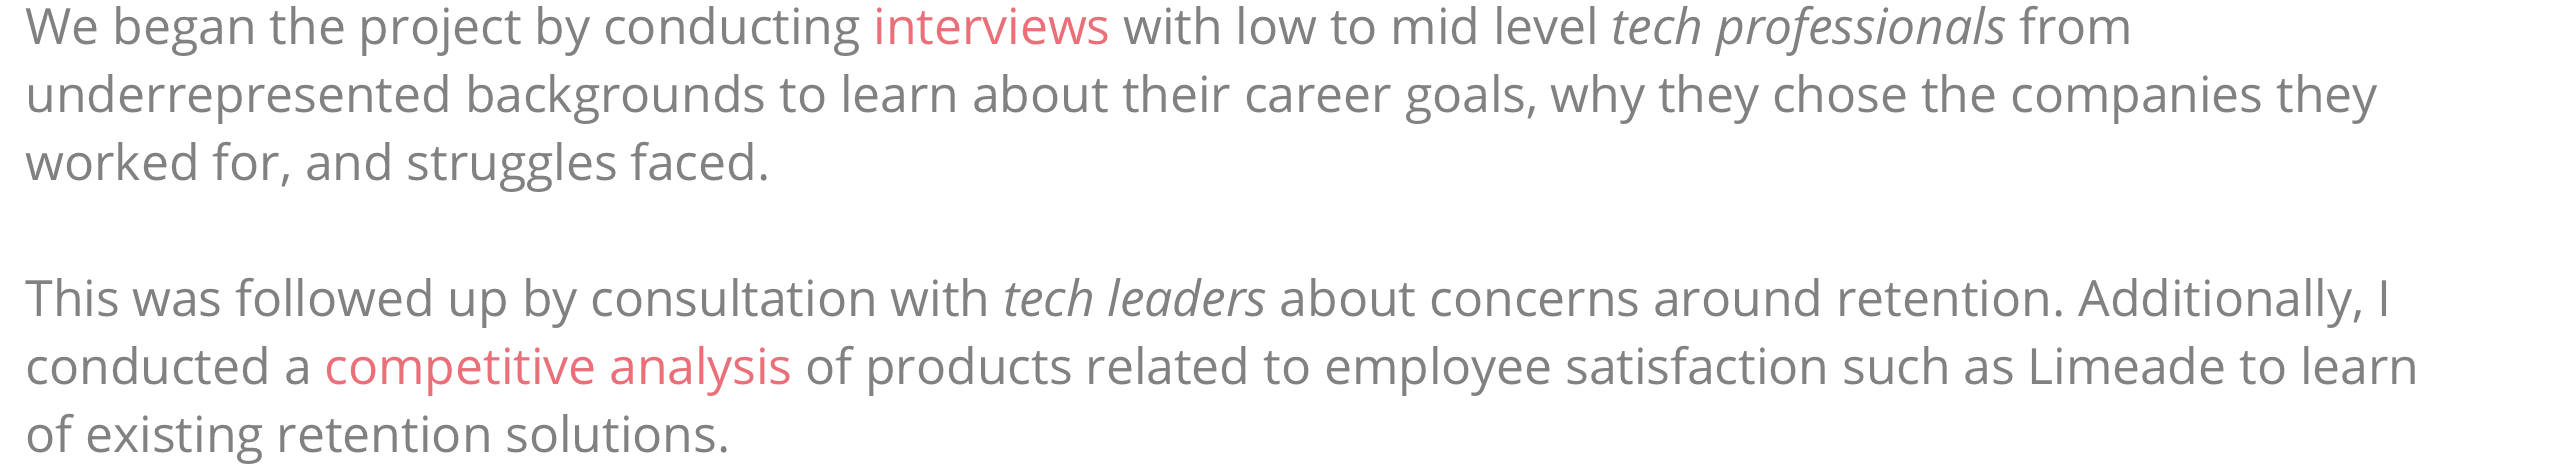 We began the project by conducting interviews with low to mid level tech professionals from
underrepresented backgrounds to learn about their career goals, why they chose the companies they
worked for, and struggles faced.
This was followed up by consultation with tech leaders about concerns around retention. Additionally, I
conducted a competitive analysis of products related to employee satisfaction such as Limeade to learn
of existing retention solutions.